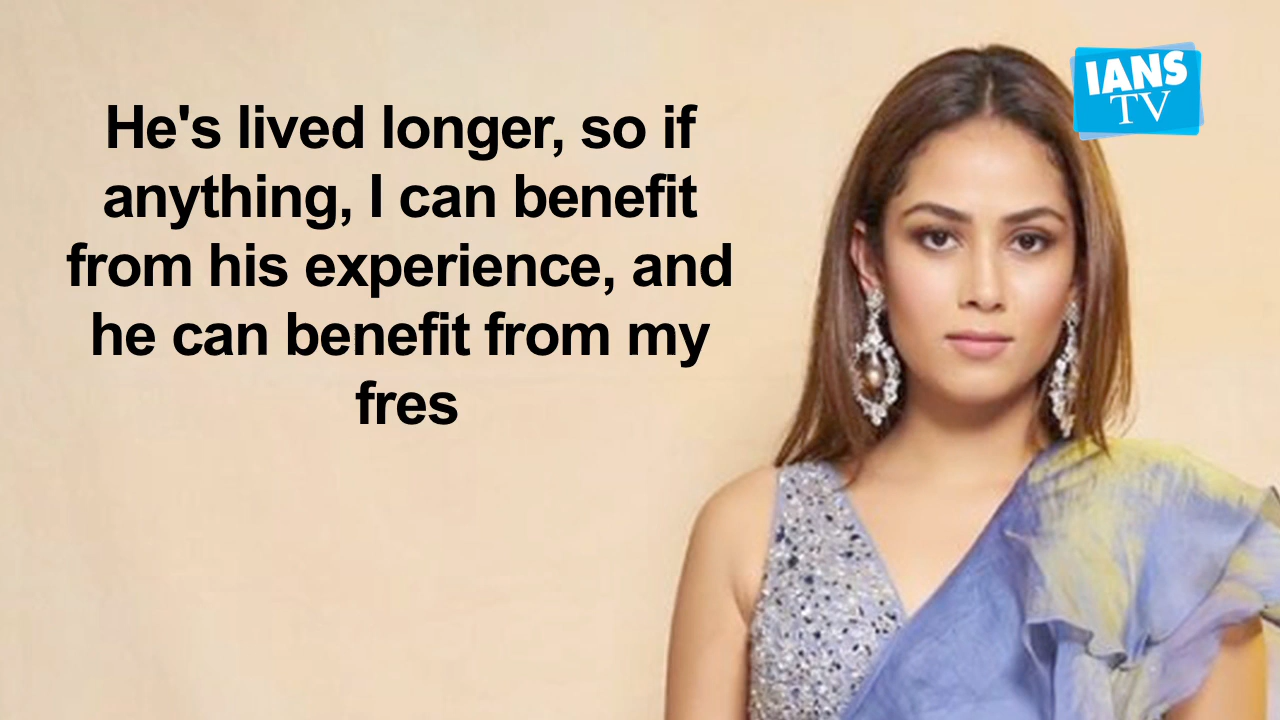 He's lived longer, so if
anything, I can benefit
from his experience, and
he can benefit from my
fres
IANS
TV